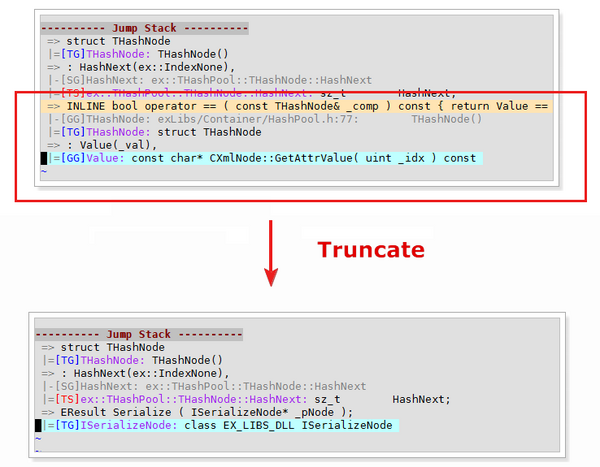 ---------- Jump Stack ----------
=> struct THashNode
|=[TG]THashNode: THashNode()
=> : HashNext(ex::IndexNone),
|-[SG]HashNext: ex::THashPool::THashNode::HashNext
|=[TS]ex::THashPool::THashNode::HashNext: sz_t HashNext;
=> INLINE bool operator == ( const THashNode& _comp ) const { return Value ==
|-[GG]THashNode: exLibs/Container/HashPool.h:77: THashNode()
|=[TG]THashNode: struct THashNode
=> : Value(_val),
|=[GG]Value: const char* CXmlNode::GetAttrValue( uint _idx ) const
~
Truncate
---------- Jump Stack ----------
=> struct THashNode
|=[TG]THashNode: THashNode()
=> : HashNext(ex::IndexNone),
|-[SG]HashNext: ex::THashPool::THashNode::HashNext
|=[TS]ex::THashPool::THashNode::HashNext: sz_t HashNext;
=> EResult Serialize ( ISerializeNode* _pNode );
|=[TG]ISerializeNode: class EX_LIBS_DLL ISerializeNode
~
~